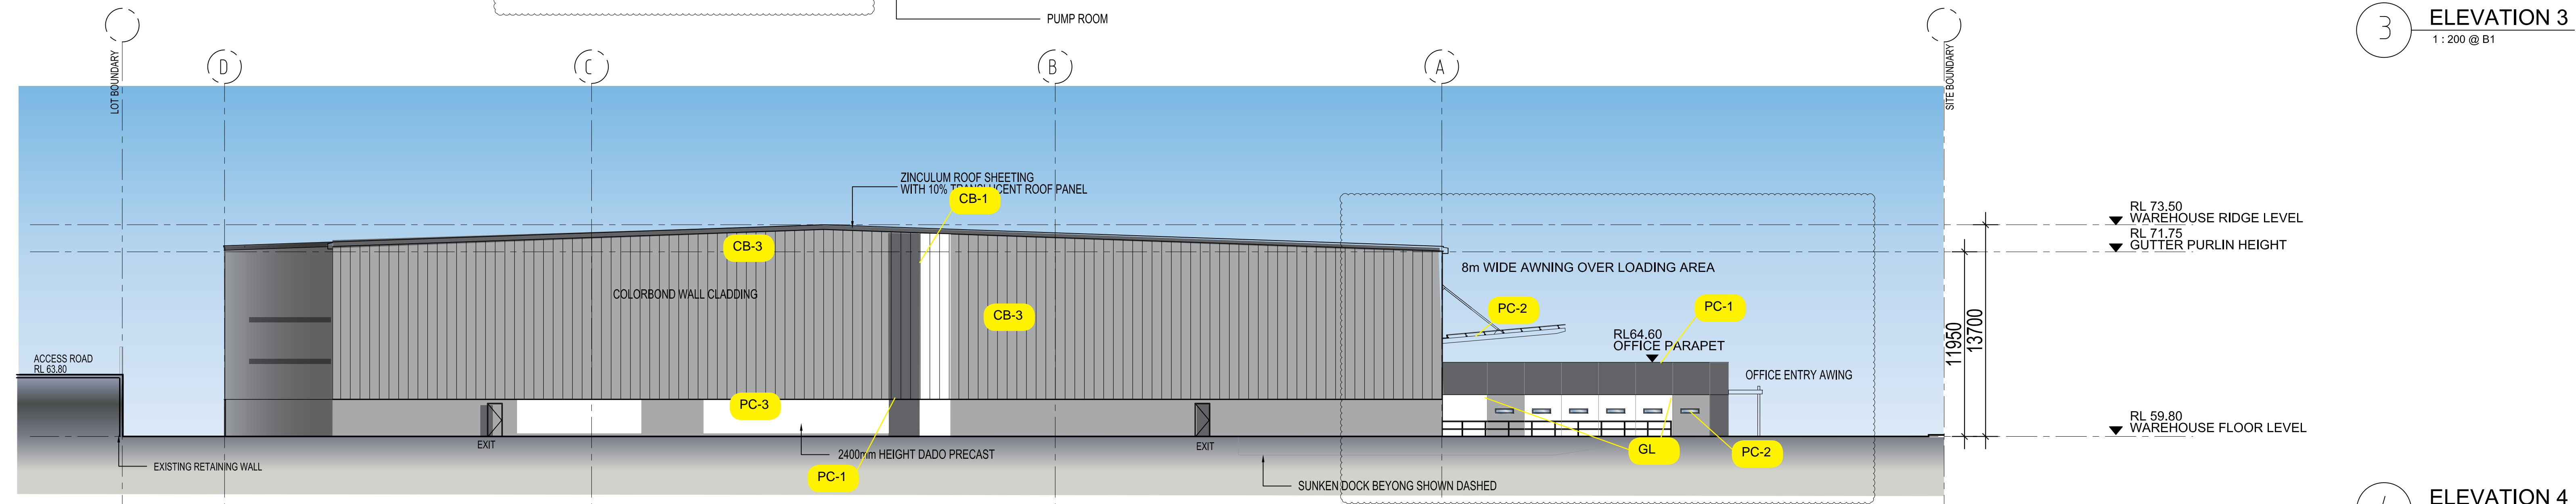 PUMP ROOM
3
ELEVATION 3
1 : 200 @ B1
LOT BOUNDARY
D
C
B
A
SITE BOUNDARY
ZINCULUM ROOF SHEETING
WITH 10% TRANSLUCENT ROOF PANEL
CB-1
RL 73.50
WAREHOUSE RIDGE LEVEL
RL 71.75
GUTTER PURLIN HEIGHT
CB-3
8m WIDE AWNING OVER LOADING AREA
COLORBOND WALL CLADDING
CB-3
PC-2
PC-1
RL64.60
OFFICE PARAPET
11950
13700
ACCESS ROAD
RL 63.80
OFFICE ENTRY AWING
PC-3
RL 59.80
WAREHOUSE FLOOR LEVEL
EXIT
EXIT
2400mm HEIGHT DADO PRECAST
GL
PC-2
EXISTING RETAINING WALL
PC-1
SUNKEN DOCK BEYONG SHOWN DASHED
ELEVATION 4